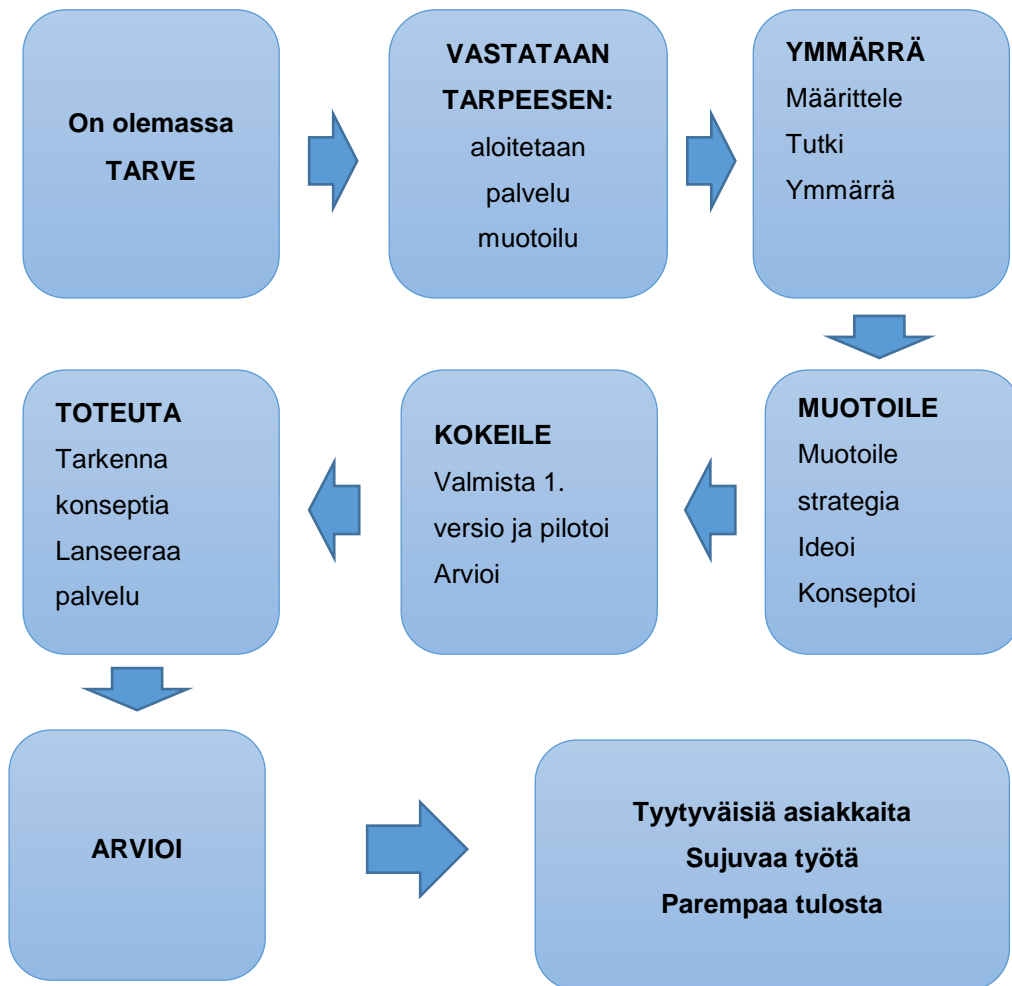 On olemassa
TARVE
VASTATAAN
TARPEESEN:
aloitetaan
palvelu
muotoilu
YMMÄRRÄ
Määrittele
Tutki
Ymmärrä
MUOTOILE
Muotoile
strategia
Ideoi
Konseptoi
KOKEILE
Valmista 1.
versio ja pilotoi
Arvioi
TOTEUTA
Tarkenna
konseptia
Lanseeraa
palvelu
ARVIOI
Tyytyväisiä asiakkaita
Sujuvaa työtä
Parempaa tulosta